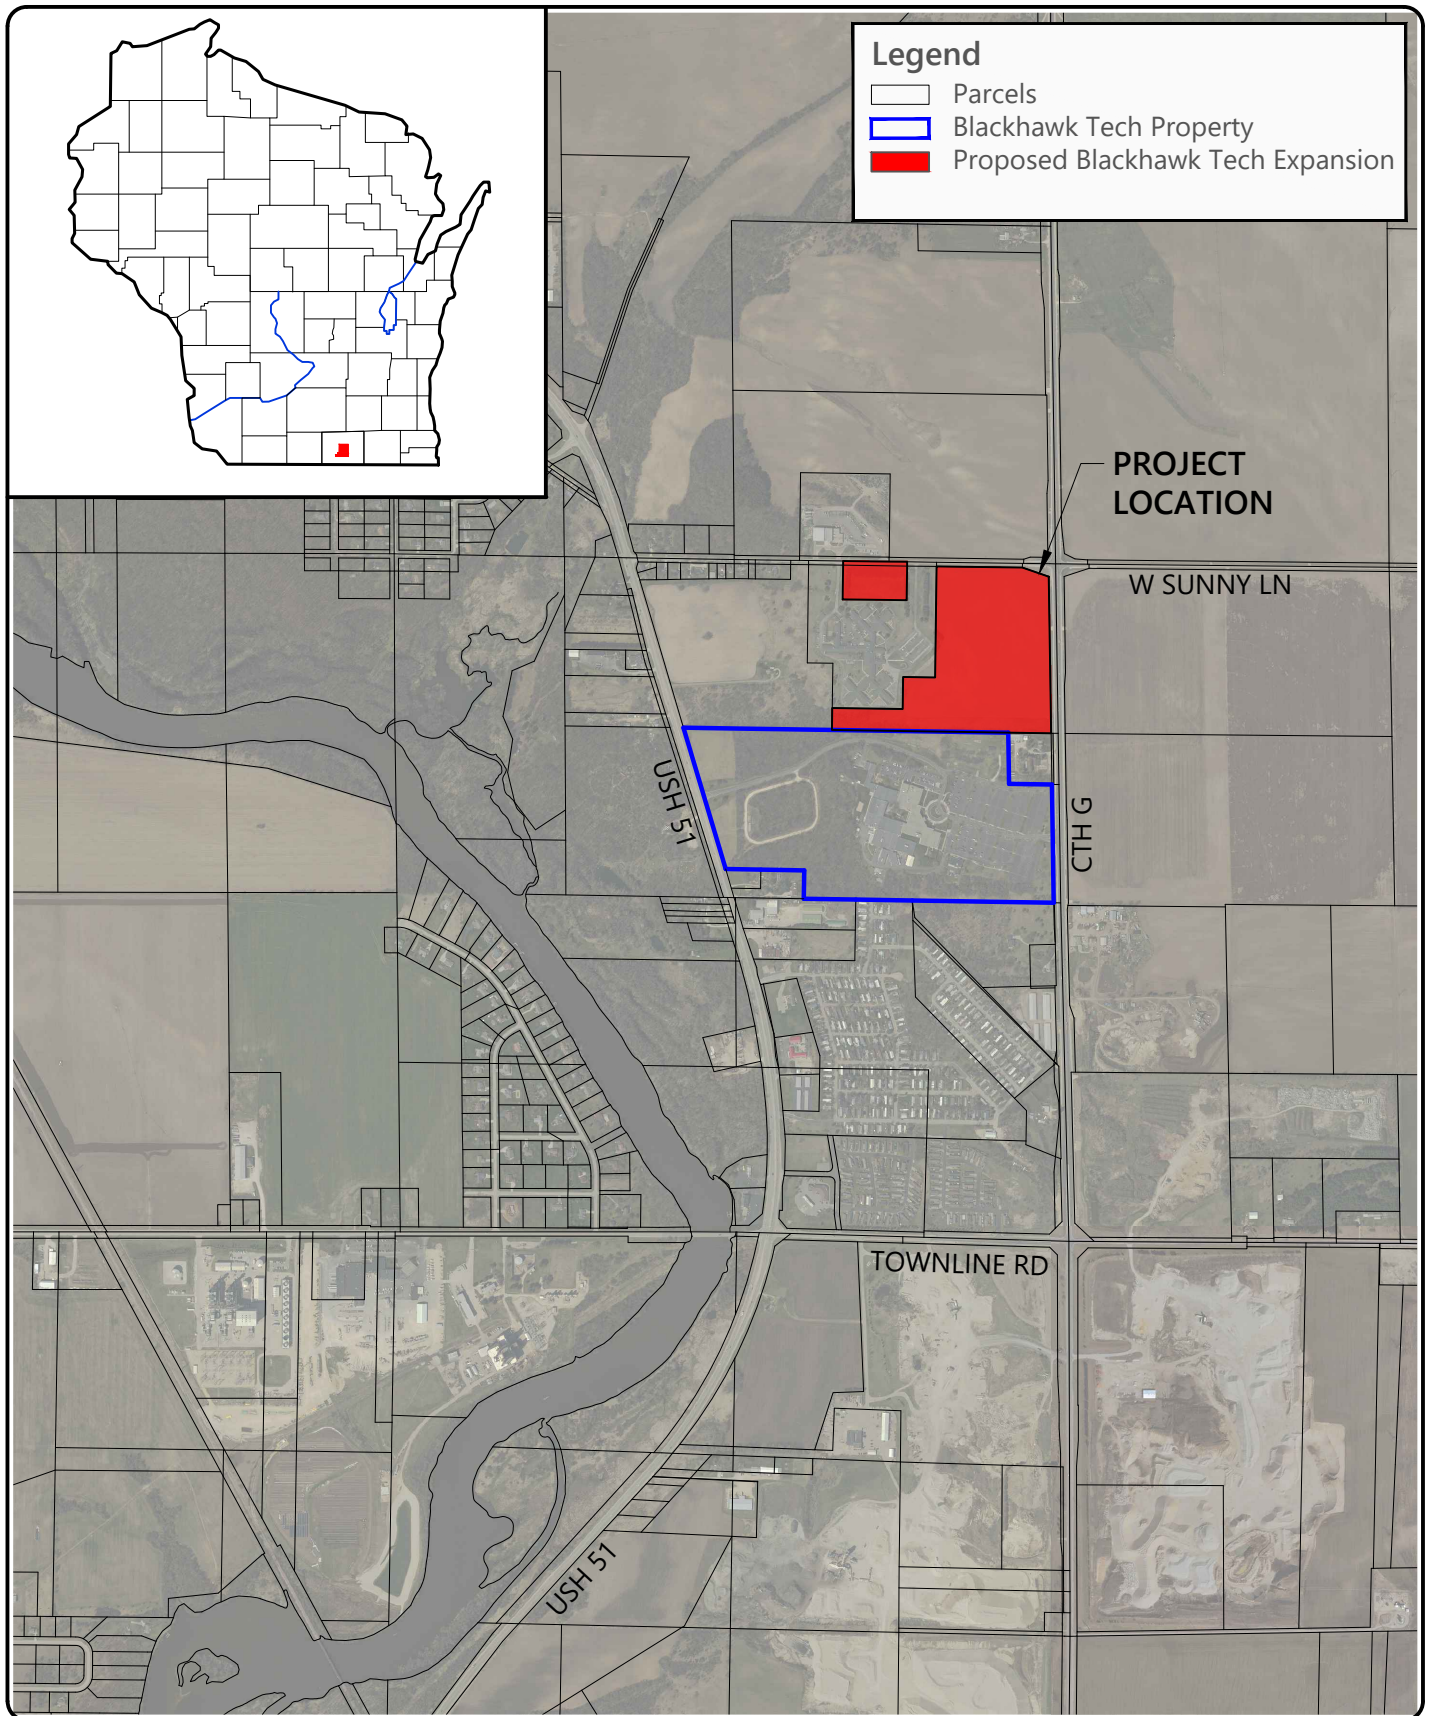 Legend
Parcels
Blackhawk Tech Property
Proposed Blackhawk Tech Expansion
PROJECT
LOCATION
W SUNNY LN
USH 51
CTH G
TOWNLINE RD
USH 51